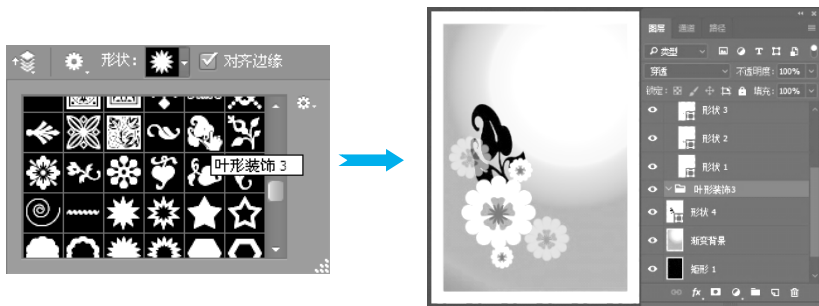 形状：
对齐边缘
叶形装饰 3
图层 通道 路径
类型
穿透 不透明度： 100%
锁定： 填充： 100%
形状 3
形状 2
形状 1
叶形装饰3
形状 4
渐变背景
矩形 1
fx